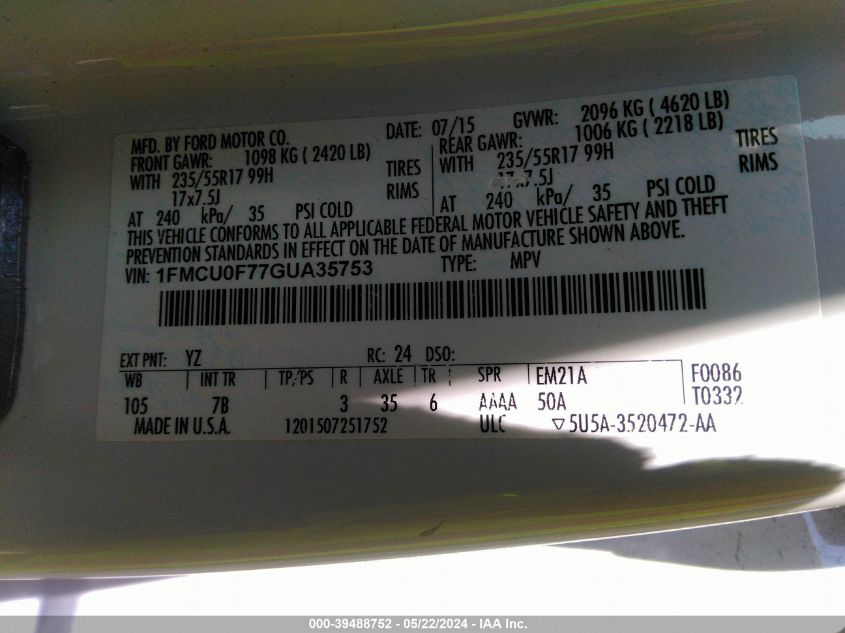 MFD. BY FORD MOTOR CO. DATE: 07/15 GVWR: 2096 KG ( 4620 LB)
FRONT GAWR: 1098 KG ( 2420 LB) REAR GAWR: 1006 KG ( 2218 LB)
WITH 235/55R17 99H TIRES WITH 235/55R17 99H TIRES
17x7.5J RIMS 17x7.5J RIMS
AT 240 kPa/ 35 PSI COLD AT 240 kPa/ 35 PSI COLD
THIS VEHICLE CONFORMS TO ALL APPLICABLE FEDERAL MOTOR VEHICLE SAFETY AND THEFT
PREVENTION STANDARDS IN EFFECT ON THE DATE OF MANUFACTURE SHOWN ABOVE.
VIN: 1FMCU0F77GUA35753 TYPE: MPV
EXT PNT: YZ RC: 24 DSO:
WB INT TR TP/PS R AXLE TR SPR EM21A F0086
105 7B 3 35 6 AAAA 50A T0332
MADE IN U.S.A. 1201507251752 ULC ▽5U5A-3520472-AA
000-39488752 - 05/22/2024 - IAA Inc.